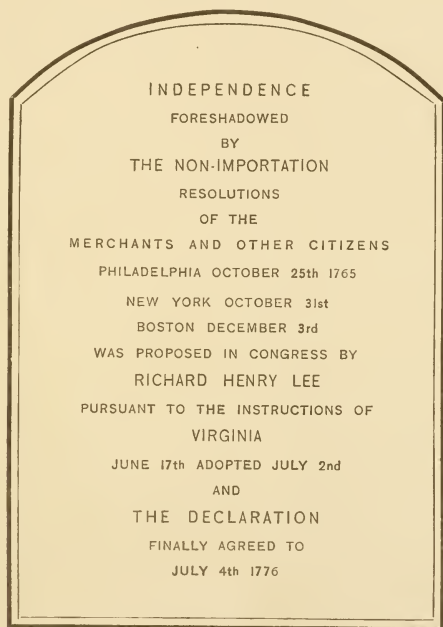 INDEPENDENCE
FORESHADOWED
BY
THE NON-IMPORTATION
RESOLUTIONS
OF THE
MERCHANTS AND OTHER CITIZENS
PHILADELPHIA OCTOBER 25th 1765
NEW YORK OCTOBER 31st
BOSTON DECEMBER 3rd
WAS PROPOSED IN CONGRESS BY
RICHARD HENRY LEE
PURSUANT TO THE INSTRUCTIONS OF
VIRGINIA
JUNE 17th ADOPTED JULY 2nd
AND
THE DECLARATION
FINALLY AGREED TO
JULY 4th 1776